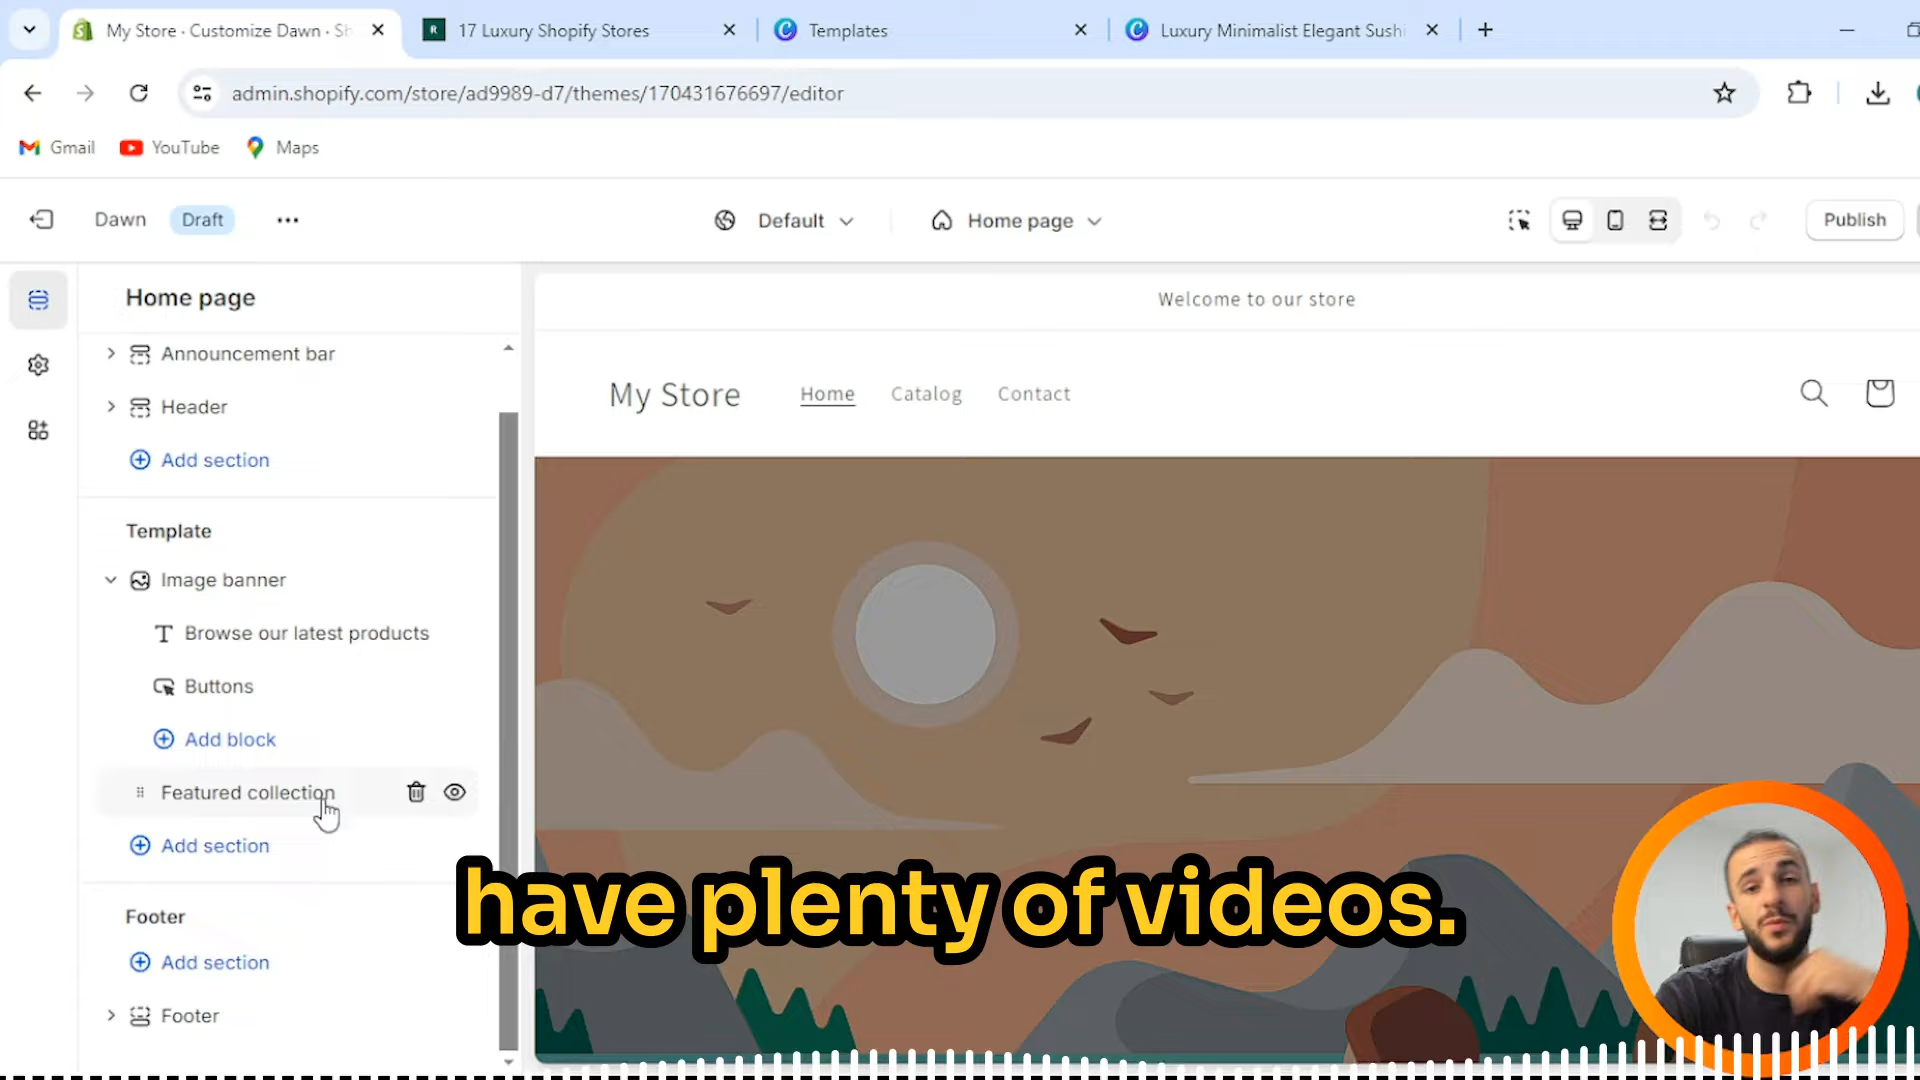 My Store · Customize Dawn · Sh
17 Luxury Shopify Stores
Templates
Luxury Minimalist Elegant Sushi
admin.shopify.com/store/ad9989-d7/themes/170431676697/editor
Gmail
YouTube
Maps
Dawn
Draft
Default
Home page
Publish
Home page
Welcome to our store
Announcement bar
My Store
Home
Catalog
Contact
Header
Add section
Template
Image banner
Browse our latest products
Buttons
Add block
Featured collection
Add section
have plenty of videos.
Footer
Add section
Footer